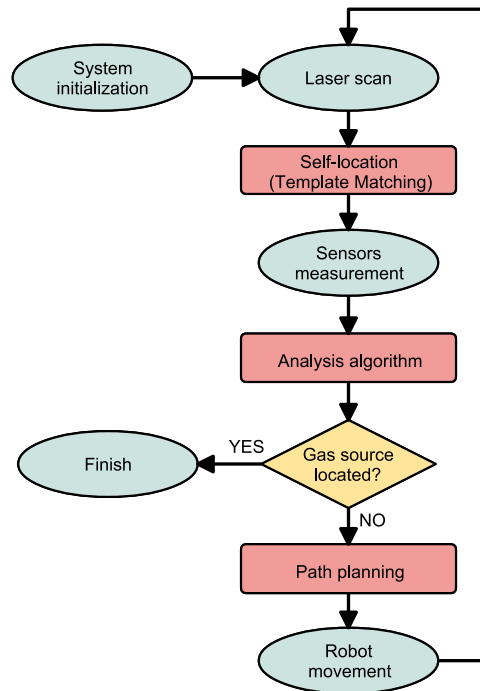 System
initialization
Laser scan
Self-location
(Template Matching)
Sensors
measurement
Analysis algorithm
Gas source
located?
YES
Finish
NO
Path planning
Robot
movement